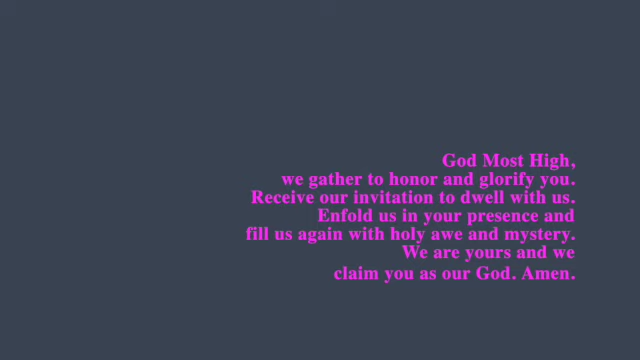 God Most High,
we gather to honor and glorify you.
Receive our invitation to dwell with us.
Enfold us in your presence and
fill us again with holy awe and mystery.
We are yours and we
claim you as our God. Amen.